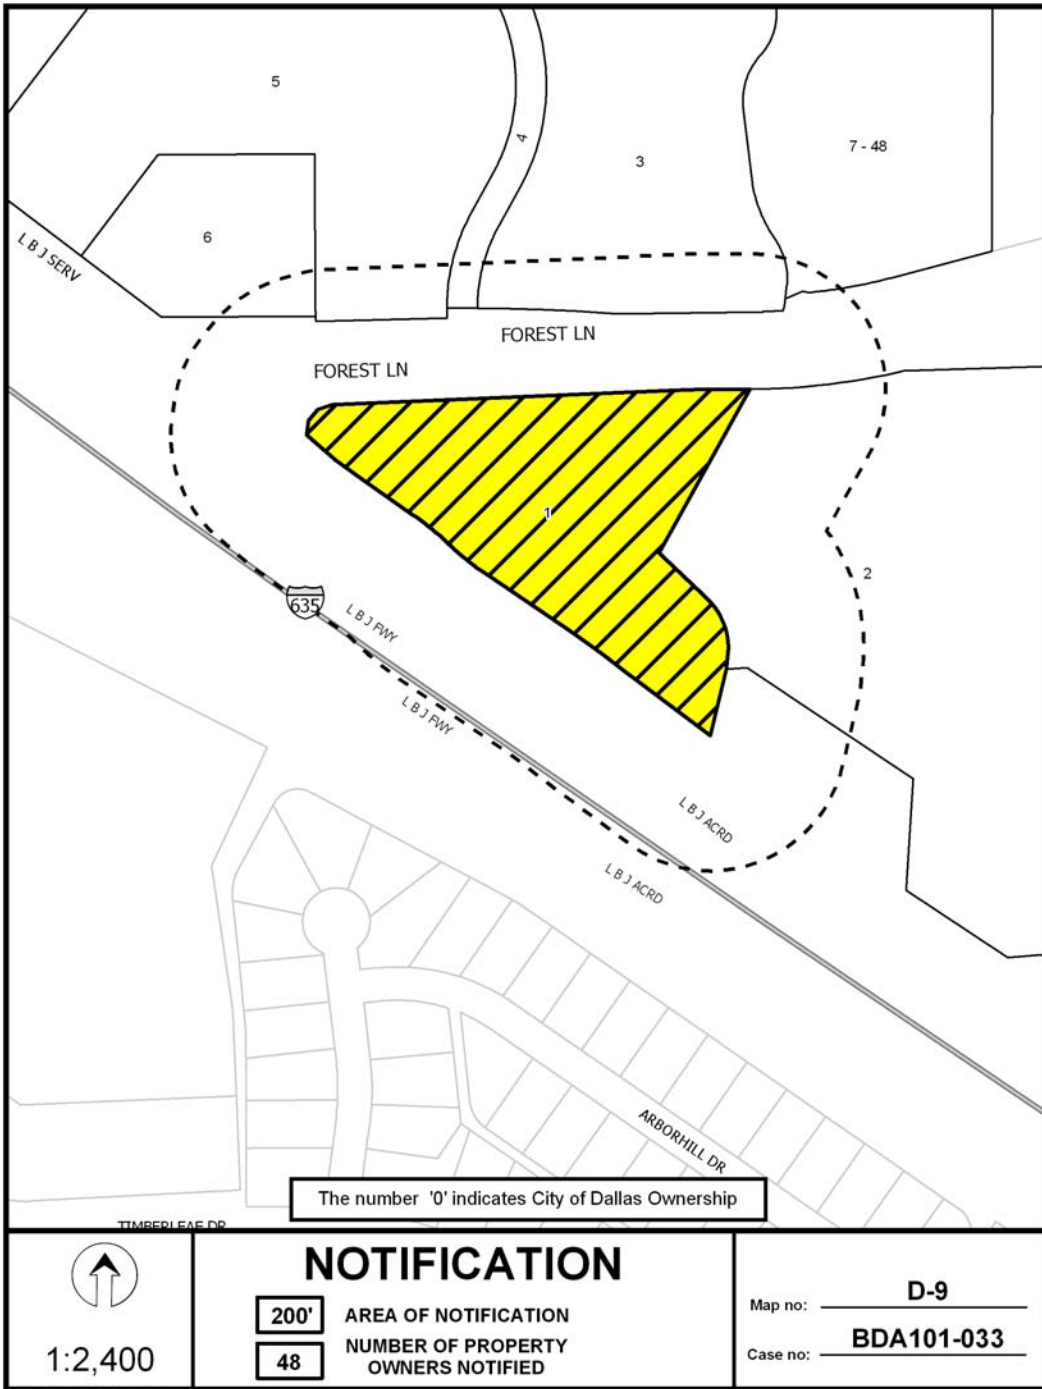 5
4
3
7 - 48
6
L B J SERV
FOREST LN
FOREST LN
1
2
635
L B J FWY
L B J FWY
L B J ACRD
L B J ACRD
ARBORHILL DR
The number '0' indicates City of Dallas Ownership
TIMBERLEAF DR
1:2,400
NOTIFICATION
200' AREA OF NOTIFICATION
48 NUMBER OF PROPERTY
OWNERS NOTIFIED
Map no: D-9
Case no: BDA101-033